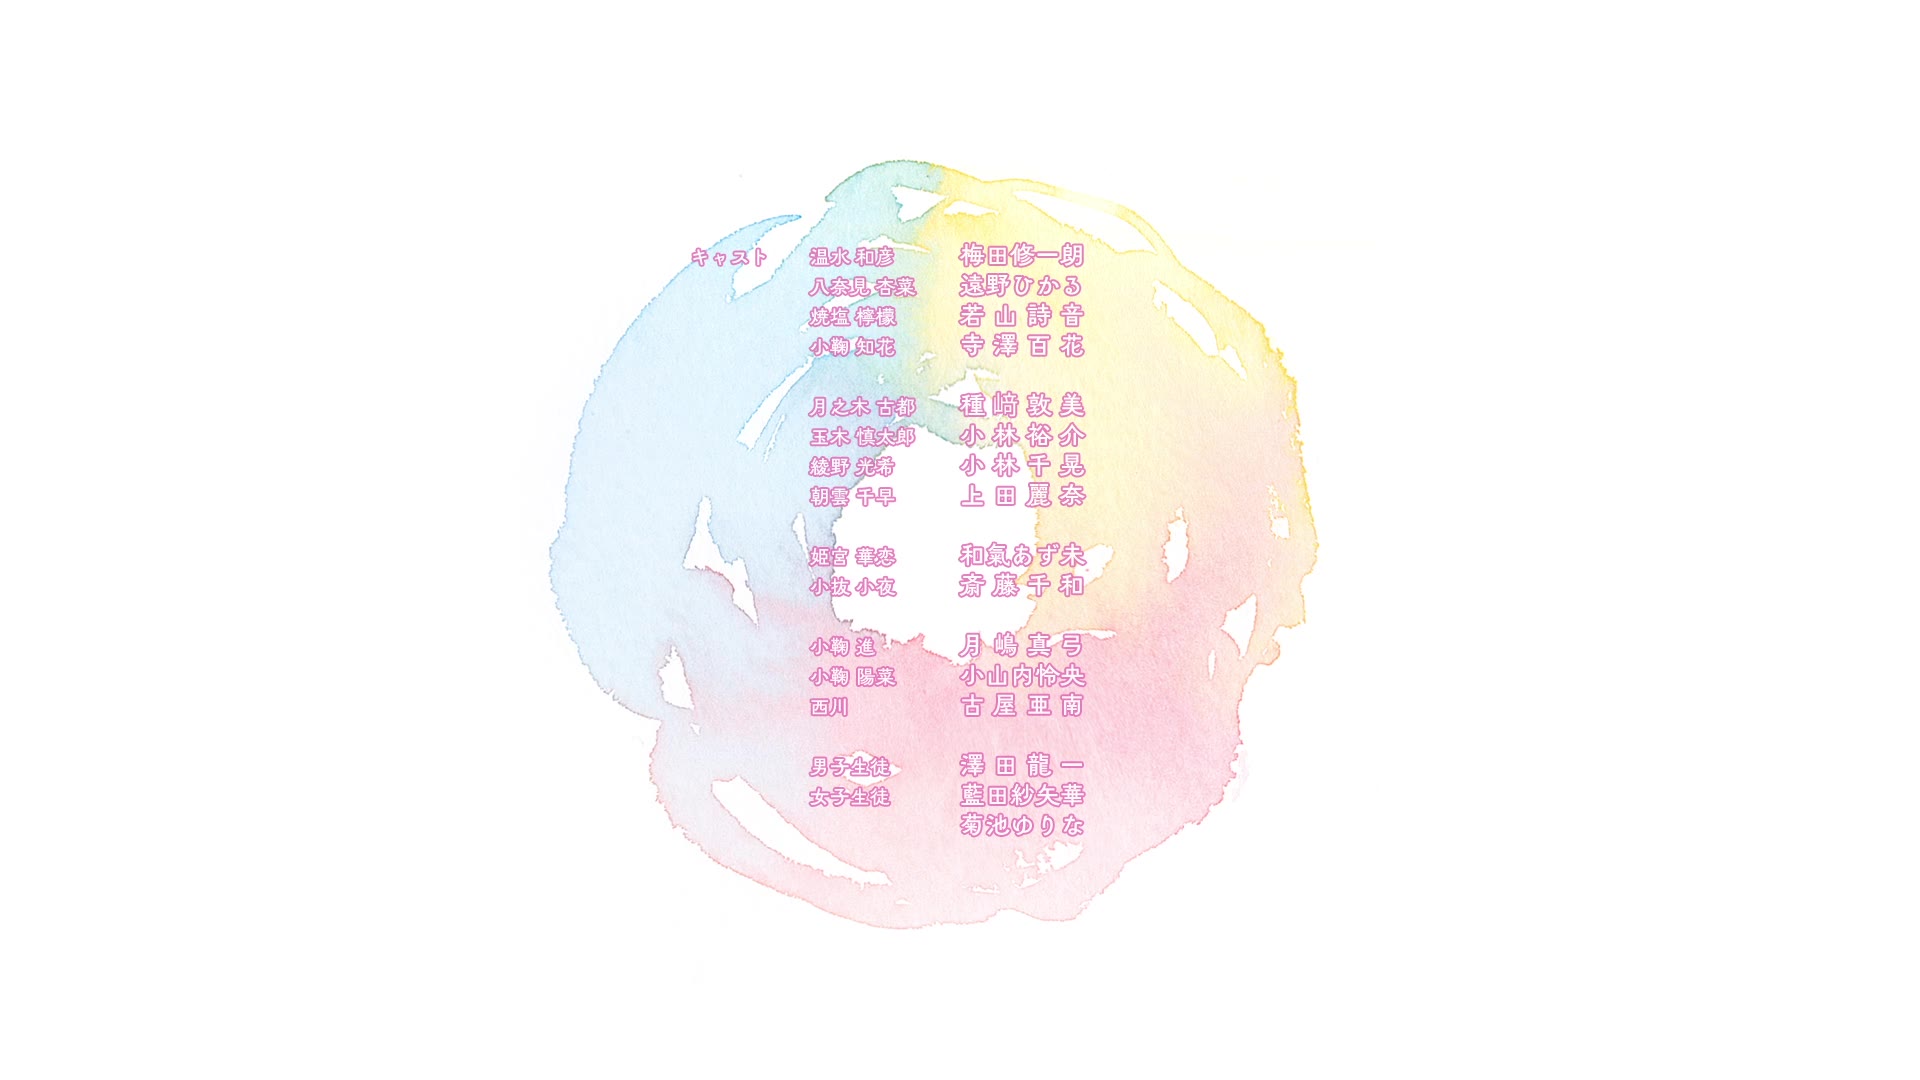 キャスト 温水 和彦 梅田修一朗
八奈見 杏菜 遠野ひかる
焼塩 檸檬 若山詩音
小鞠 知花 寺澤百花
月之木 古都 種﨑敦美
玉木 慎太郎 小林裕介
綾野 光希 小林千晃
朝雲 千早 上田麗奈
姫宮 華恋 和氣あず未
小抜 小夜 斎藤千和
小鞠 進 月嶋真弓
小鞠 陽菜 小山内怜央
西川 古屋亜南
男子生徒 澤田龍一
女子生徒 藍田紗矢華
菊池ゆりな